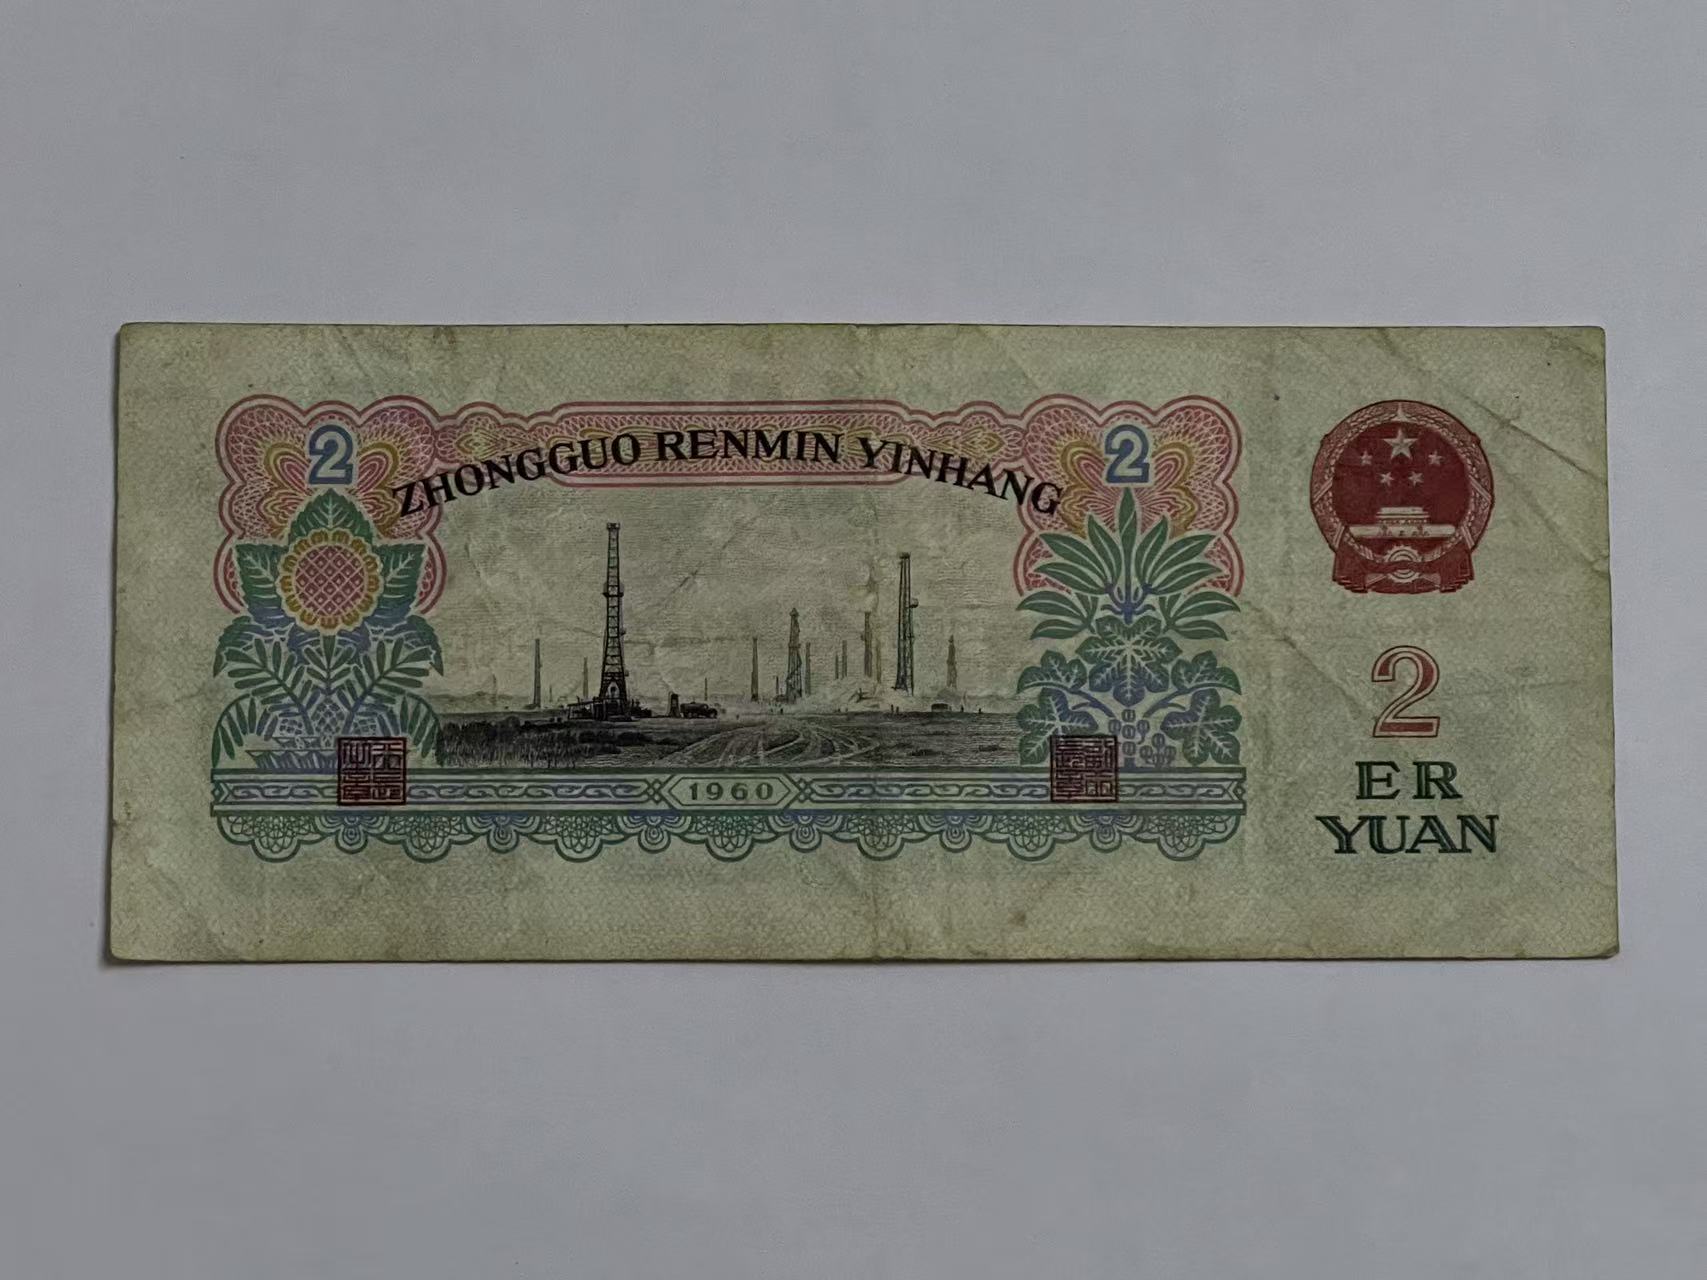 2
2
ZHONGGUO RENMIN YINHANG
1960
2
ER
YUAN